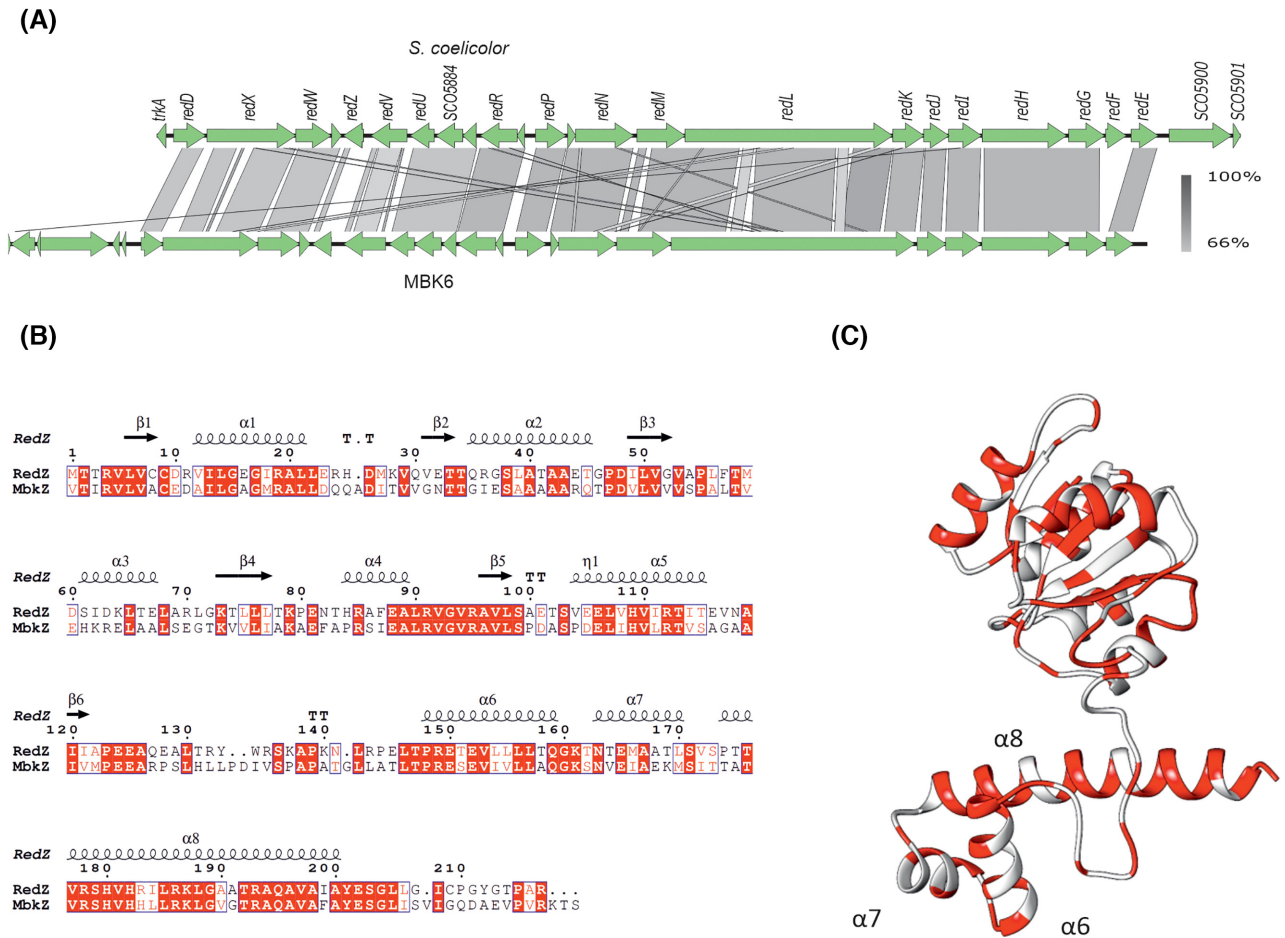 (A)
S. coelicolor
trkA redD redX redW redZ redV redU SCO5884 redR redP redN redM redL redK redJ redI redH redG redF redE SCO5900 SCO5901
100%
66%
MBK6
(B)
β1 α1 T.T β2 α2 β3
RedZ
1 10 20 30 40 50
RedZ MTTRVLVCCDRVILGEGIRALLERH.DMKVQVETTQRGSLATAAETGPDILVGVAPLFTM
MbkZ VTIRVLVACEDAILGAGMRALLDQQADITVVGNTTGIESAAAAARQTPDVLVVVSPALTV
α3 β4 α4 β5 TT η1 α5
RedZ
60 70 80 90 100 110
RedZ DSIDKLTELARLGKTLLLTKPENTHRAFEALRVGVRAVLSAETSVEELVHVIRTITEVNA
MbkZ EHKRELAALSEGTKVVLIAKAEFAPRSIEALRVGVRAVLSPDASPDELIHVLRTVSAGAA
β6 TT α6 α7
RedZ
120 130 140 150 160 170
RedZ IIAPEEAQEALTRY..WRSKAPKN.LRPELTPRETEVLLLLTQGKTNTEMAATLSVSPTT
MbkZ IVMPEEARPSLHLLPDIVSPAPATGLLATLTPRESEVIVLLAQGKSNVEIAEKMSITTAT
α8
RedZ
180 190 200 210
RedZ VRSHVHRILRKLGAATRAQAVAIAYESGLLG.ICPGYGTPAR...
MbkZ VRSHVHHLLRKLGVGTRAQAVAFAYESGLISVIGQDAEVPVRKTS
(C)
α8
α7
α6